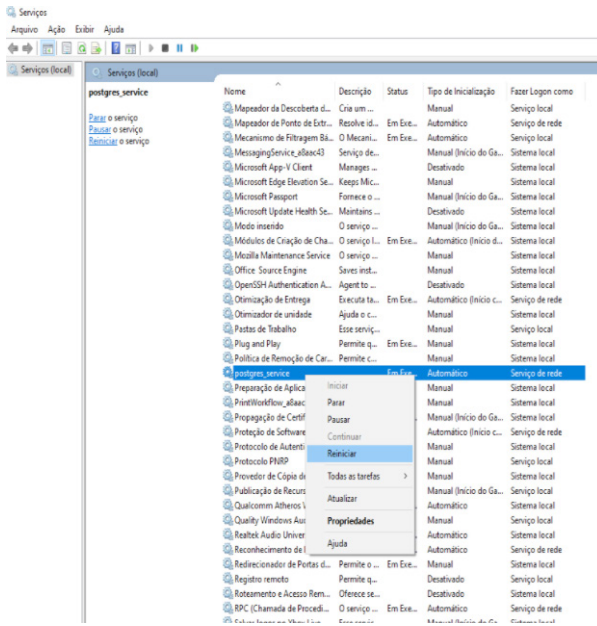 Serviços
Arquivo Ação Exibir Ajuda
Serviços (local)
Serviços (local)
postgres_service
Parar o serviço
Pausar o serviço
Reiniciar o serviço
Nome Descrição Status Tipo de Inicialização Fazer Logon como
Mapeador da Descoberta d... Cria um ... Manual Serviço local
Mapeador de Ponto de Extr... Resolve id... Em Exe... Automático Serviço de rede
Mecanismo de Filtragem Bá... O Mecani... Em Exe... Automático Serviço local
MessagingService_a8aac43 Serviço de... Manual (Início do Ga... Sistema local
Microsoft App-V Client Manages ... Desativado Sistema local
Microsoft Edge Elevation Se... Keeps Mic... Manual Sistema local
Microsoft Passport Fornece o ... Manual (Início do Ga... Sistema local
Microsoft Update Health Se... Maintains ... Desativado Sistema local
Modo inserido O serviço ... Manual (Início do Ga... Sistema local
Módulos de Criação de Cha... O serviço I... Em Exe... Automático (Início d... Sistema local
Mozilla Maintenance Service O serviço ... Manual Sistema local
Office Source Engine Saves inst... Manual Sistema local
OpenSSH Authentication A... Agent to ... Desativado Sistema local
Otimização de Entrega Executa ta... Em Exe... Automático (Início c... Serviço de rede
Otimizador de unidade Ajuda o c... Manual Sistema local
Pastas de Trabalho Esse serviç... Manual Serviço local
Plug and Play Permite q... Em Exe... Manual Sistema local
Política de Remoção de Car... Permite c... Manual Sistema local
postgres_service Em Exe... Automático Serviço de rede
Preparação de Aplica Manual Sistema local
PrintWorkflow_a8aac Manual Sistema local
Propagação de Certif Manual (Início do Ga... Sistema local
Proteção de Software Automático (Início c... Serviço de rede
Protocolo de Autenti Manual Sistema local
Protocolo PNRP Manual Serviço local
Provedor de Cópia de Manual Sistema local
Publicação de Recurs Manual (Início do Ga... Serviço local
Qualcomm Atheros Automático Sistema local
Quality Windows Au Manual Serviço local
Realtek Audio Univer Automático Sistema local
Reconhecimento de Automático Serviço de rede
Redirecionador de Portas d... Permite o ... Em Exe... Manual Sistema local
Registro remoto Permite q... Desativado Serviço local
Roteamento e Acesso Rem... Oferece se... Desativado Sistema local
RPC (Chamada de Procedi... O serviço ... Em Exe... Automático Serviço de rede
Iniciar
Parar
Pausar
Continuar
Reiniciar
Todas as tarefas
Atualizar
Propriedades
Ajuda